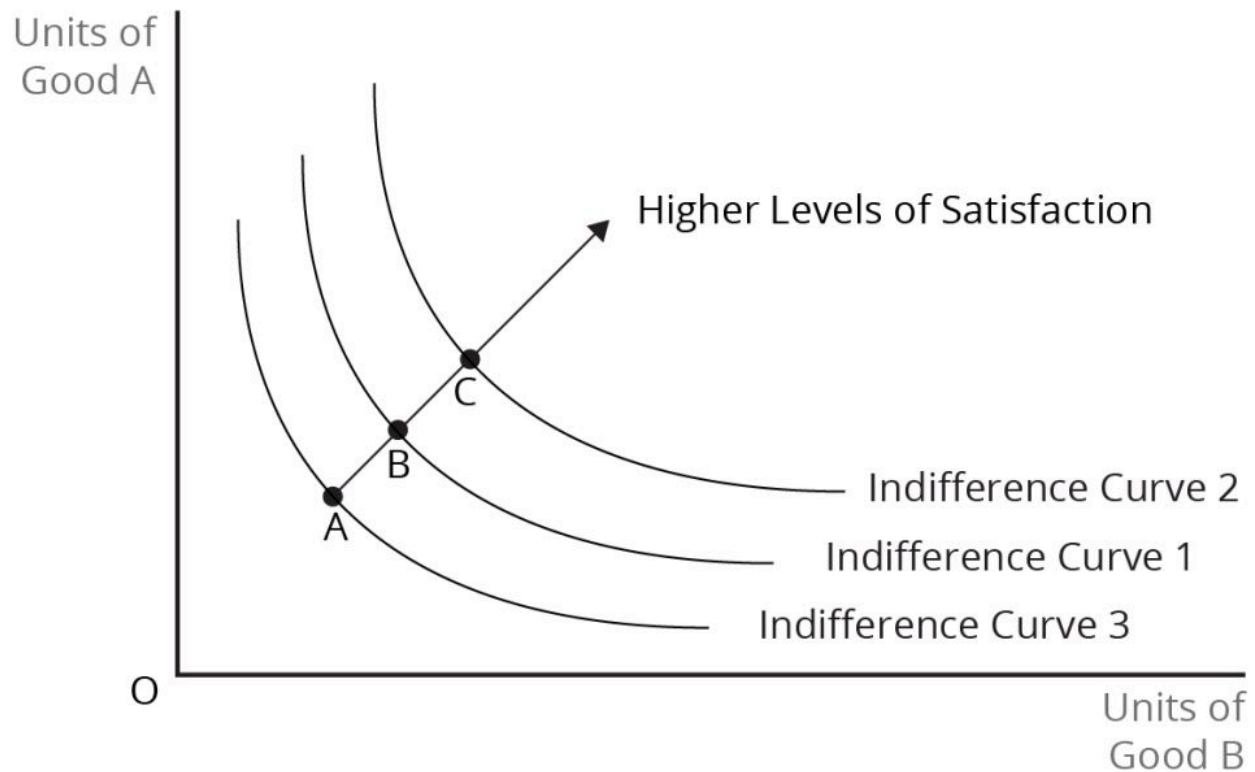 Units of
Good A
Higher Levels of Satisfaction
C
B
A
Indifference Curve 2
Indifference Curve 1
Indifference Curve 3
O
Units of
Good B